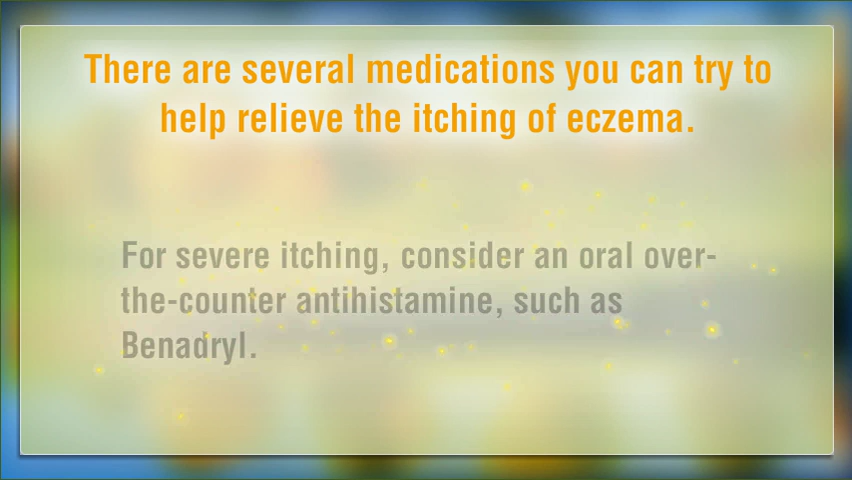 There are several medications you can try to
help relieve the itching of eczema.
For severe itching, consider an oral over-
the-counter antihistamine, such as
Benadryl.